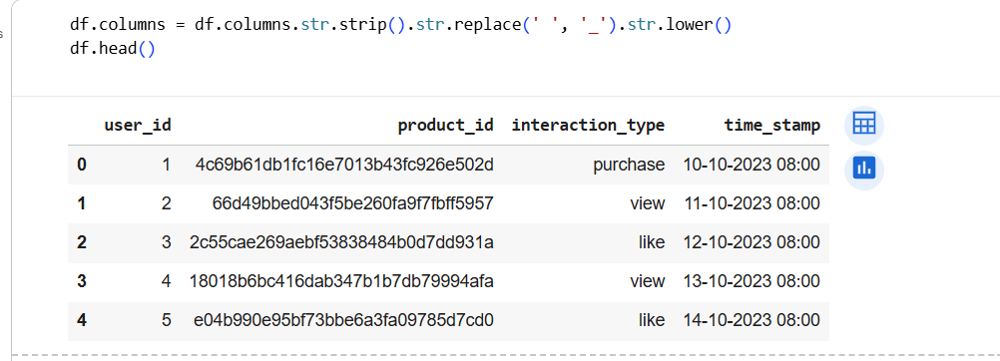 df.columns = df.columns.str.strip().str.replace(' ', '_').str.lower()
df.head()
user_id product_id interaction_type time_stamp
0 1 4c69b61db1fc16e7013b43fc926e502d purchase 10-10-2023 08:00
1 2 66d49bbed043f5be260fa9f7fbff5957 view 11-10-2023 08:00
2 3 2c55cae269aebf53838484b0d7dd931a like 12-10-2023 08:00
3 4 18018b6bc416dab347b1b7db79994afa view 13-10-2023 08:00
4 5 e04b990e95bf73bbe6a3fa09785d7cd0 like 14-10-2023 08:00